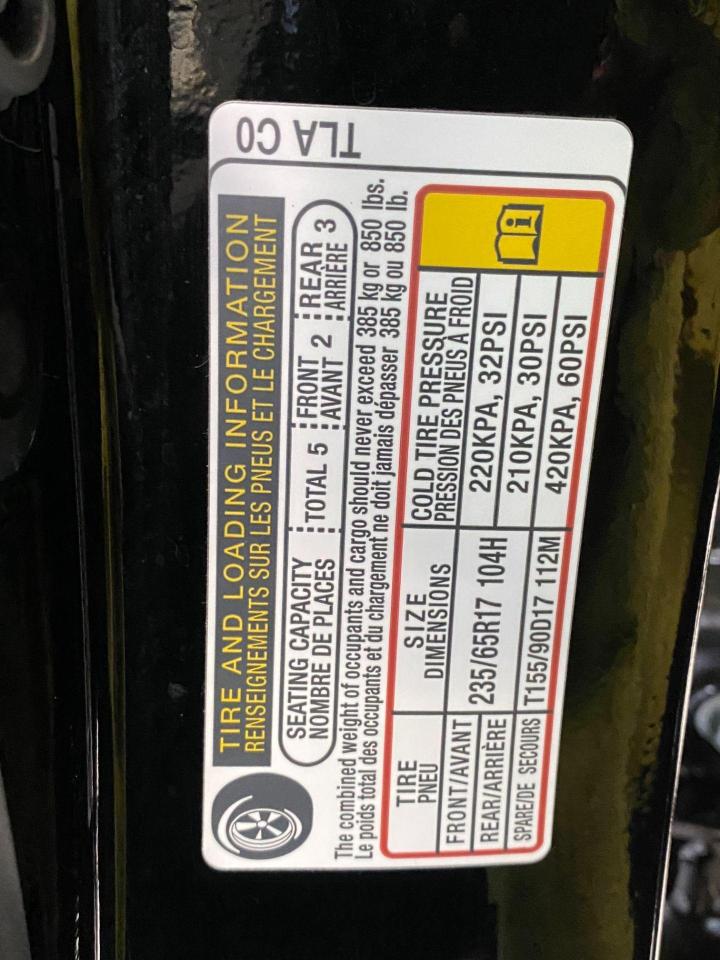 TLA C0
TIRE AND LOADING INFORMATION
RENSEIGNEMENTS SUR LES PNEUS ET LE CHARGEMENT
SEATING CAPACITY TOTAL 5 FRONT 2 REAR 3
NOMBRE DE PLACES AVANT ARRIÈRE
The combined weight of occupants and cargo should never exceed 385 kg or 850 lbs.
Le poids total des occupants et du chargement ne doit jamais dépasser 385 kg ou 850 lb.
TIRE SIZE COLD TIRE PRESSURE
PNEU DIMENSIONS PRESSION DES PNEUS À FROID
FRONT/AVANT 235/65R17 104H 220KPA, 32PSI
REAR/ARRIÈRE 210KPA, 30PSI
SPARE/DE SECOURS T155/90D17 112M 420KPA, 60PSI